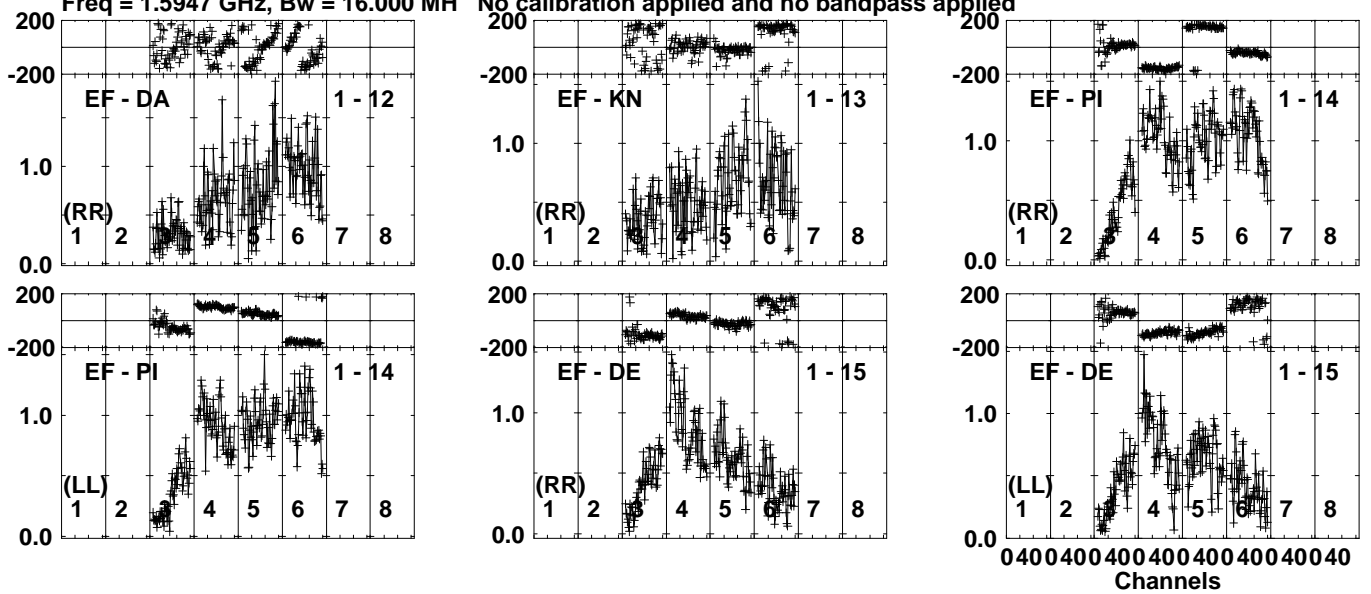 Freq = 1.5947 GHz, Bw = 16.000 MH No calibration applied and no bandpass applied
200
-200
EF - DA 1 - 12
1.0
(RR)
1 2 3 4 5 6 7 8
0.0
EF - KN 1 - 13
1.0
(RR)
1 2 3 4 5 6 7 8
0.0
200
-200
EF - PI 1 - 14
1.0
(RR)
1 2 3 4 5 6 7 8
0.0
200
-200
EF - PI 1 - 14
1.0
(LL)
1 2 3 4 5 6 7 8
0.0
200
-200
EF - DE 1 - 15
1.0
(RR)
1 2 3 4 5 6 7 8
0.0
200
-200
EF - DE 1 - 15
1.0
(LL)
1 2 3 4 5 6 7 8
0.0
0 40 0 40 0 40 0 40 0 40 0 40 0 40 0 40
Channels